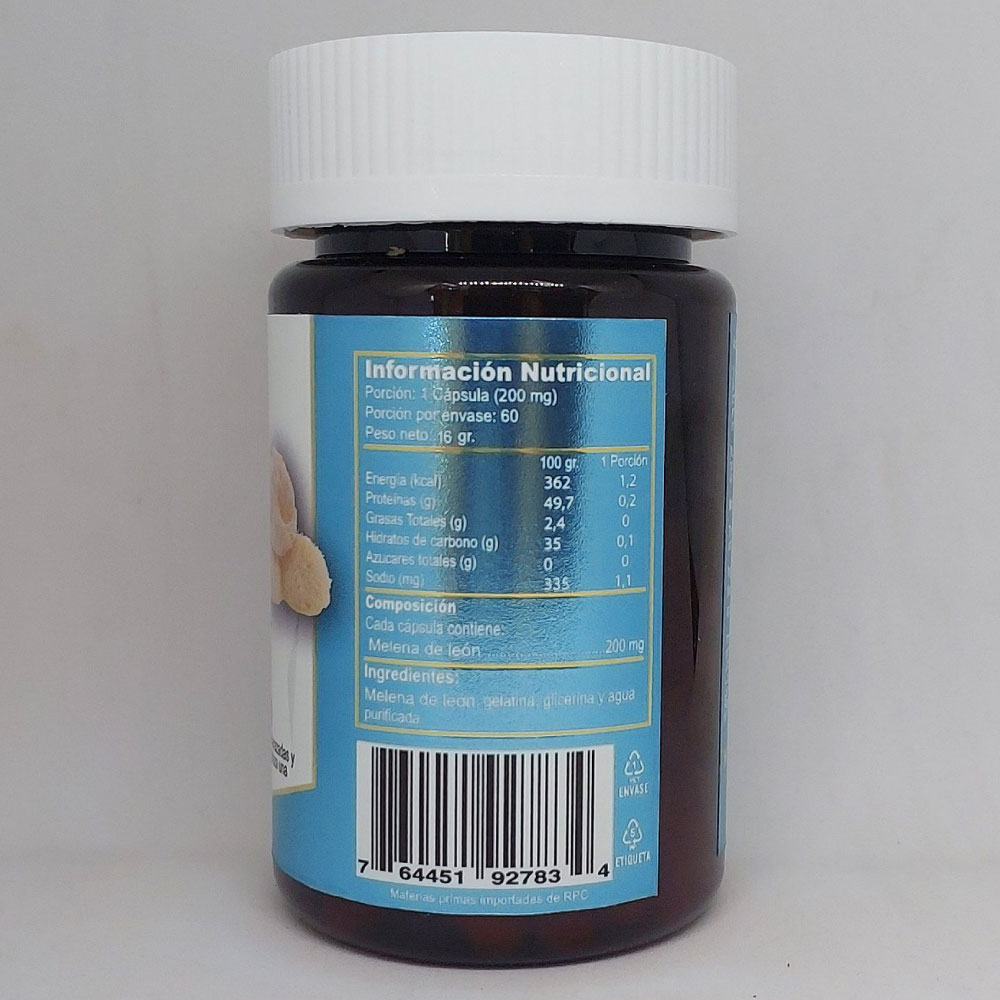 Información Nutricional
Porción: 1 Cápsula (200 mg)
Porción por envase: 60
Peso neto: 16 gr.
100 gr. 1 Porción
Energía (kcal) 362 1,2
Proteínas (g) 49,7 0,2
Grasas Totales (g) 2,4 0
Hidratos de carbono (g) 35 0,1
Azucares totales (g) 0 0
Sodio (mg) 335 1,1
Composición
Cada cápsula contiene:
Melena de león ........................ 200 mg
Ingredientes:
Melena de león, gelatina, glicerina y agua
purificada
1
PET
ENVASE
5
PP
ETIQUETA
7 64451 92783 4
Materias primas importadas de RPC
y
una